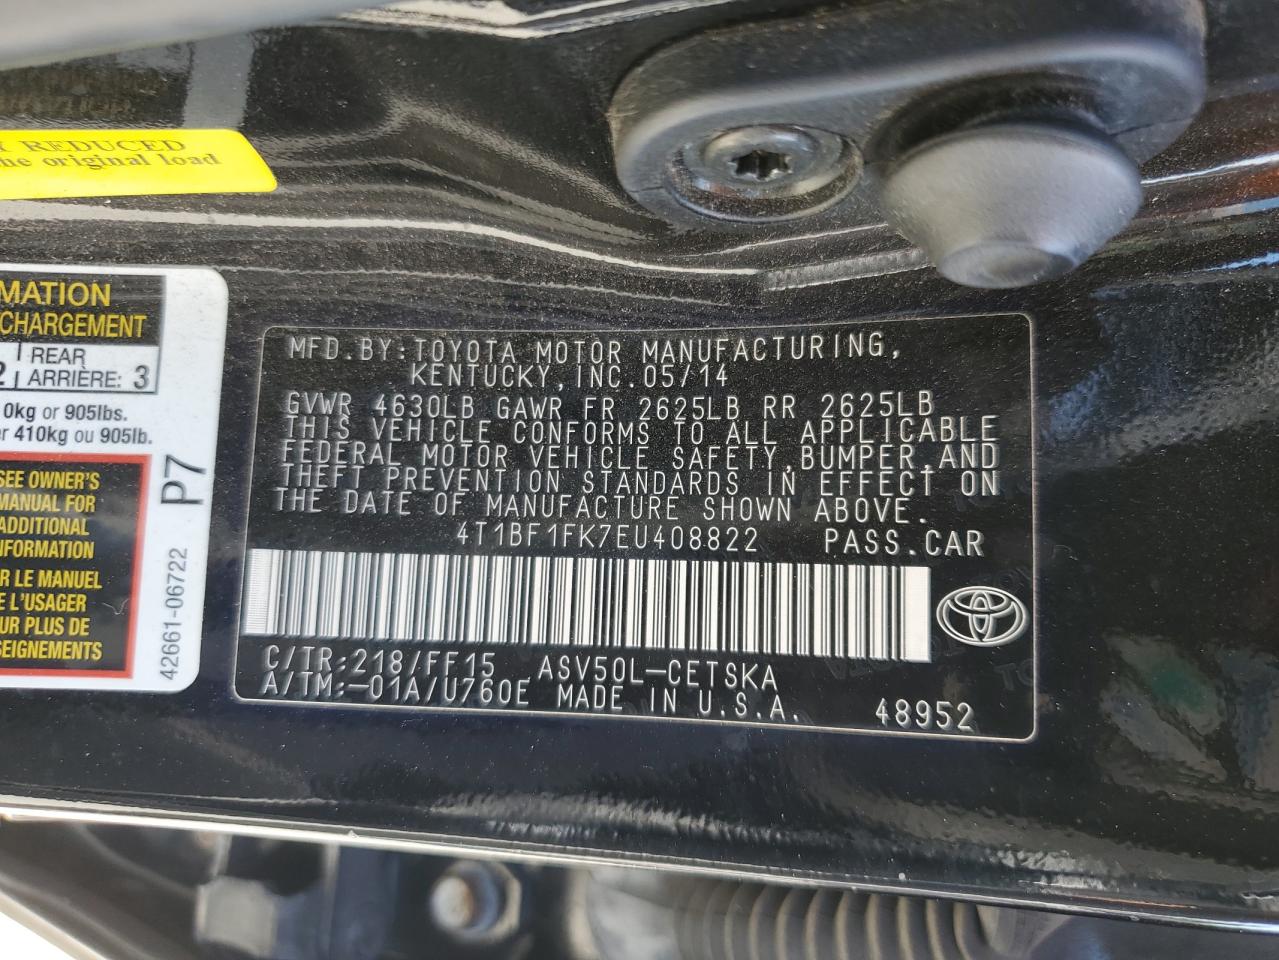 Y REDUCED
he original load
MATION
CHARGEMENT
2 REAR
ARRIÈRE: 3
0kg or 905lbs.
r 410kg ou 905lb.
SEE OWNER'S
MANUAL FOR
ADDITIONAL
NFORMATION
R LE MANUEL
E L'USAGER
UR PLUS DE
SEIGNEMENTS
P7
42661-06722
MFD.BY:TOYOTA MOTOR MANUFACTURING,
KENTUCKY,INC.05/14
GVWR 4630LB GAWR FR 2625LB RR 2625LB
THIS VEHICLE CONFORMS TO ALL APPLICABLE
FEDERAL MOTOR VEHICLE SAFETY,BUMPER,AND
THEFT PREVENTION STANDARDS IN EFFECT ON
THE DATE OF MANUFACTURE SHOWN ABOVE.
4T1BF1FK7EU408822 PASS.CAR
C/TR:218/FF15 ASV50L-CETSKA
A/TM:-01A/U760E MADE IN U.S.A. 48952